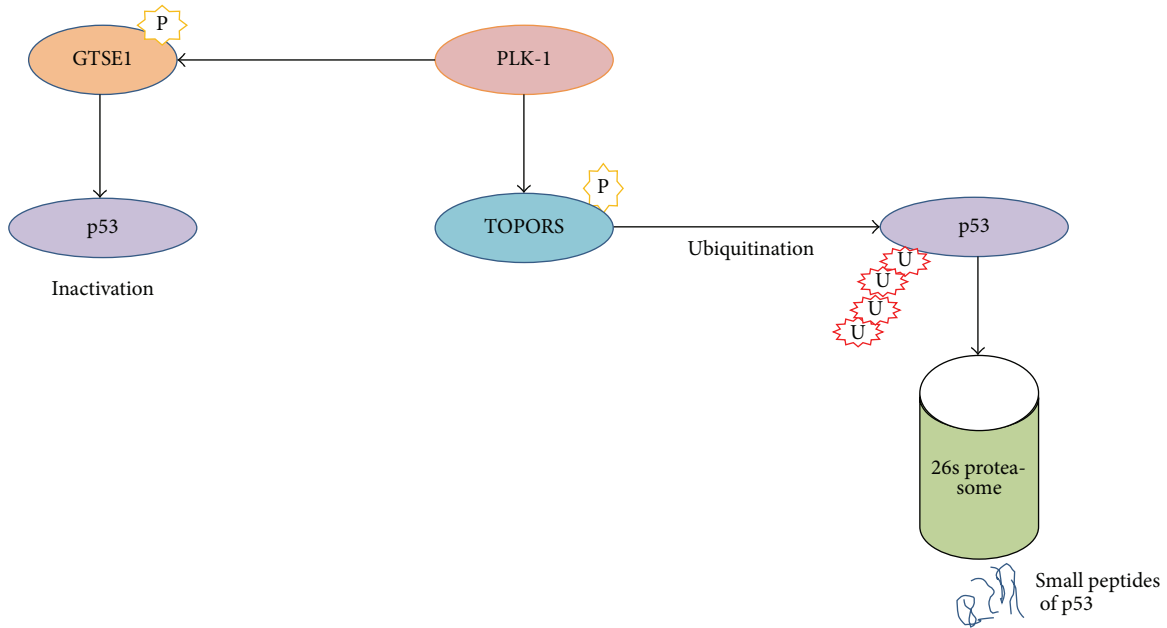 P
GTSE1
PLK-1
P
p53
TOPORS
p53
Ubiquitination
Inactivation
U
U
U
U
26s protea-
some
Small peptides
of p53